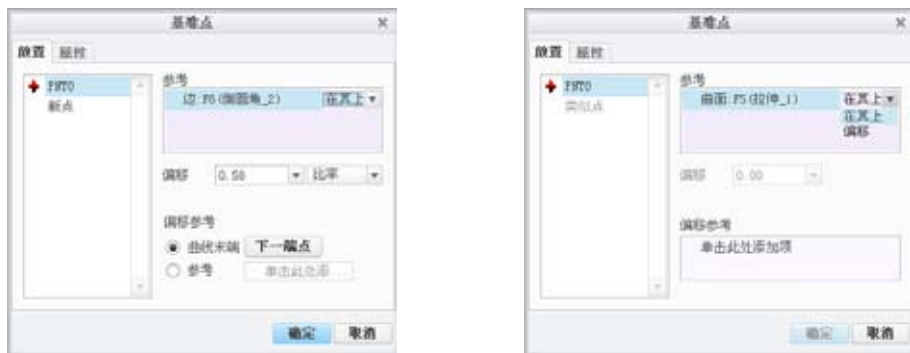 基准点
放置 属性
PNT0
新点
参考
边:F6(倒圆角_2) 在其上
偏移 0.50 比率
偏移参考
曲线末端 下一端点
参考 单击此处添
确定 取消
基准点
放置 属性
PNT0
类似点
参考
曲面:F5(拉伸_1) 在其上
在其上
偏移
偏移 0.00
偏移参考
单击此处添加项
确定 取消